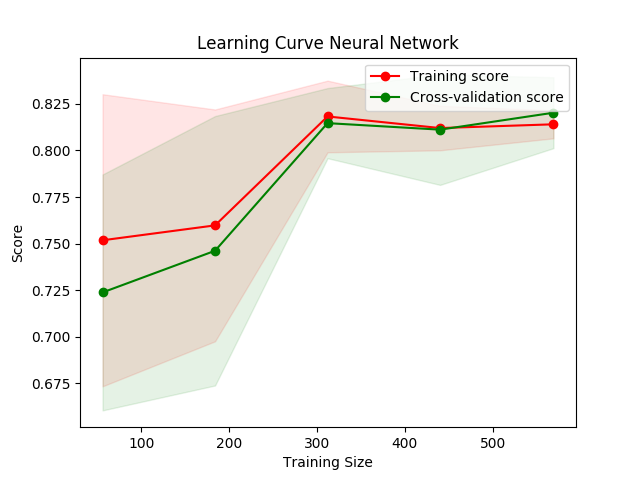 Learning Curve Neural Network
Training score
Cross-validation score
0.825
0.800
0.775
0.750
0.725
0.700
0.675
Score
100 200 300 400 500
Training Size